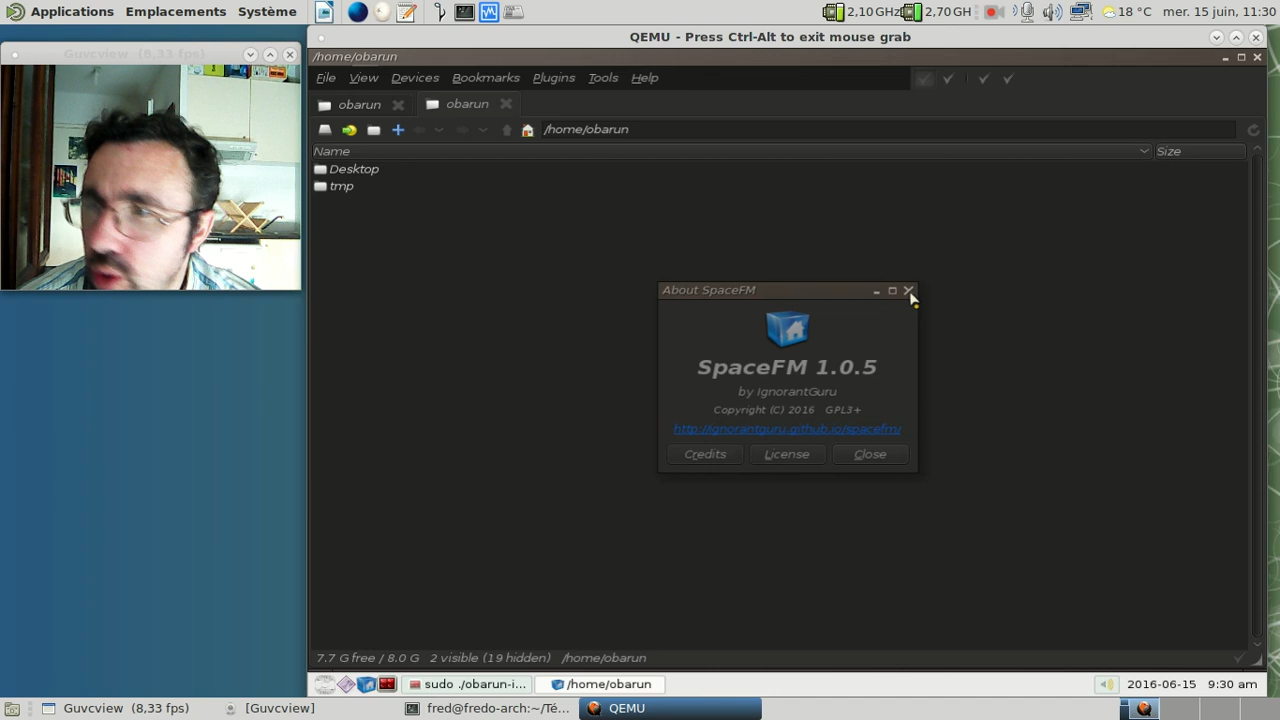 Applications Emplacements Système
2,10 GHz 2,70 GH 18 °C mer. 15 juin, 11:30
Guvcview (8,33 fps)
QEMU - Press Ctrl-Alt to exit mouse grab
/home/obarun
File View Devices Bookmarks Plugins Tools Help
obarun obarun
/home/obarun
Name Size
Desktop
tmp
About SpaceFM
SpaceFM 1.0.5
by IgnorantGuru
Copyright (C) 2016 GPL3+
http://ignorantguru.github.io/spacefm/
Credits License Close
7.7 G free / 8.0 G 2 visible (19 hidden) /home/obarun
sudo ./obarun-i... /home/obarun 2016-06-15 9:30 am
Guvcview (8,33 fps) [Guvcview] fred@fredo-arch:~/Té... QEMU